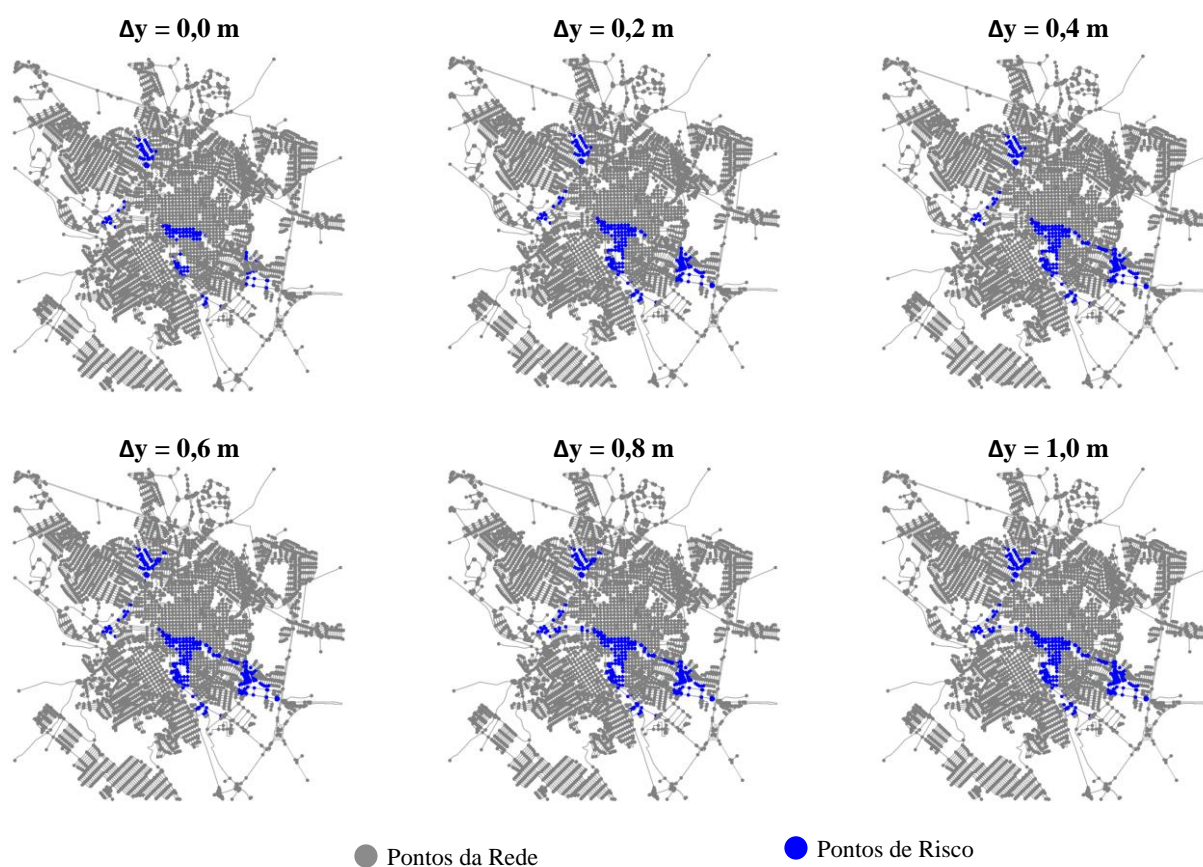 Δy = 0,0 m
Δy = 0,2 m
Δy = 0,4 m
Δy = 0,6 m
Δy = 0,8 m
Δy = 1,0 m
Pontos da Rede
Pontos de Risco